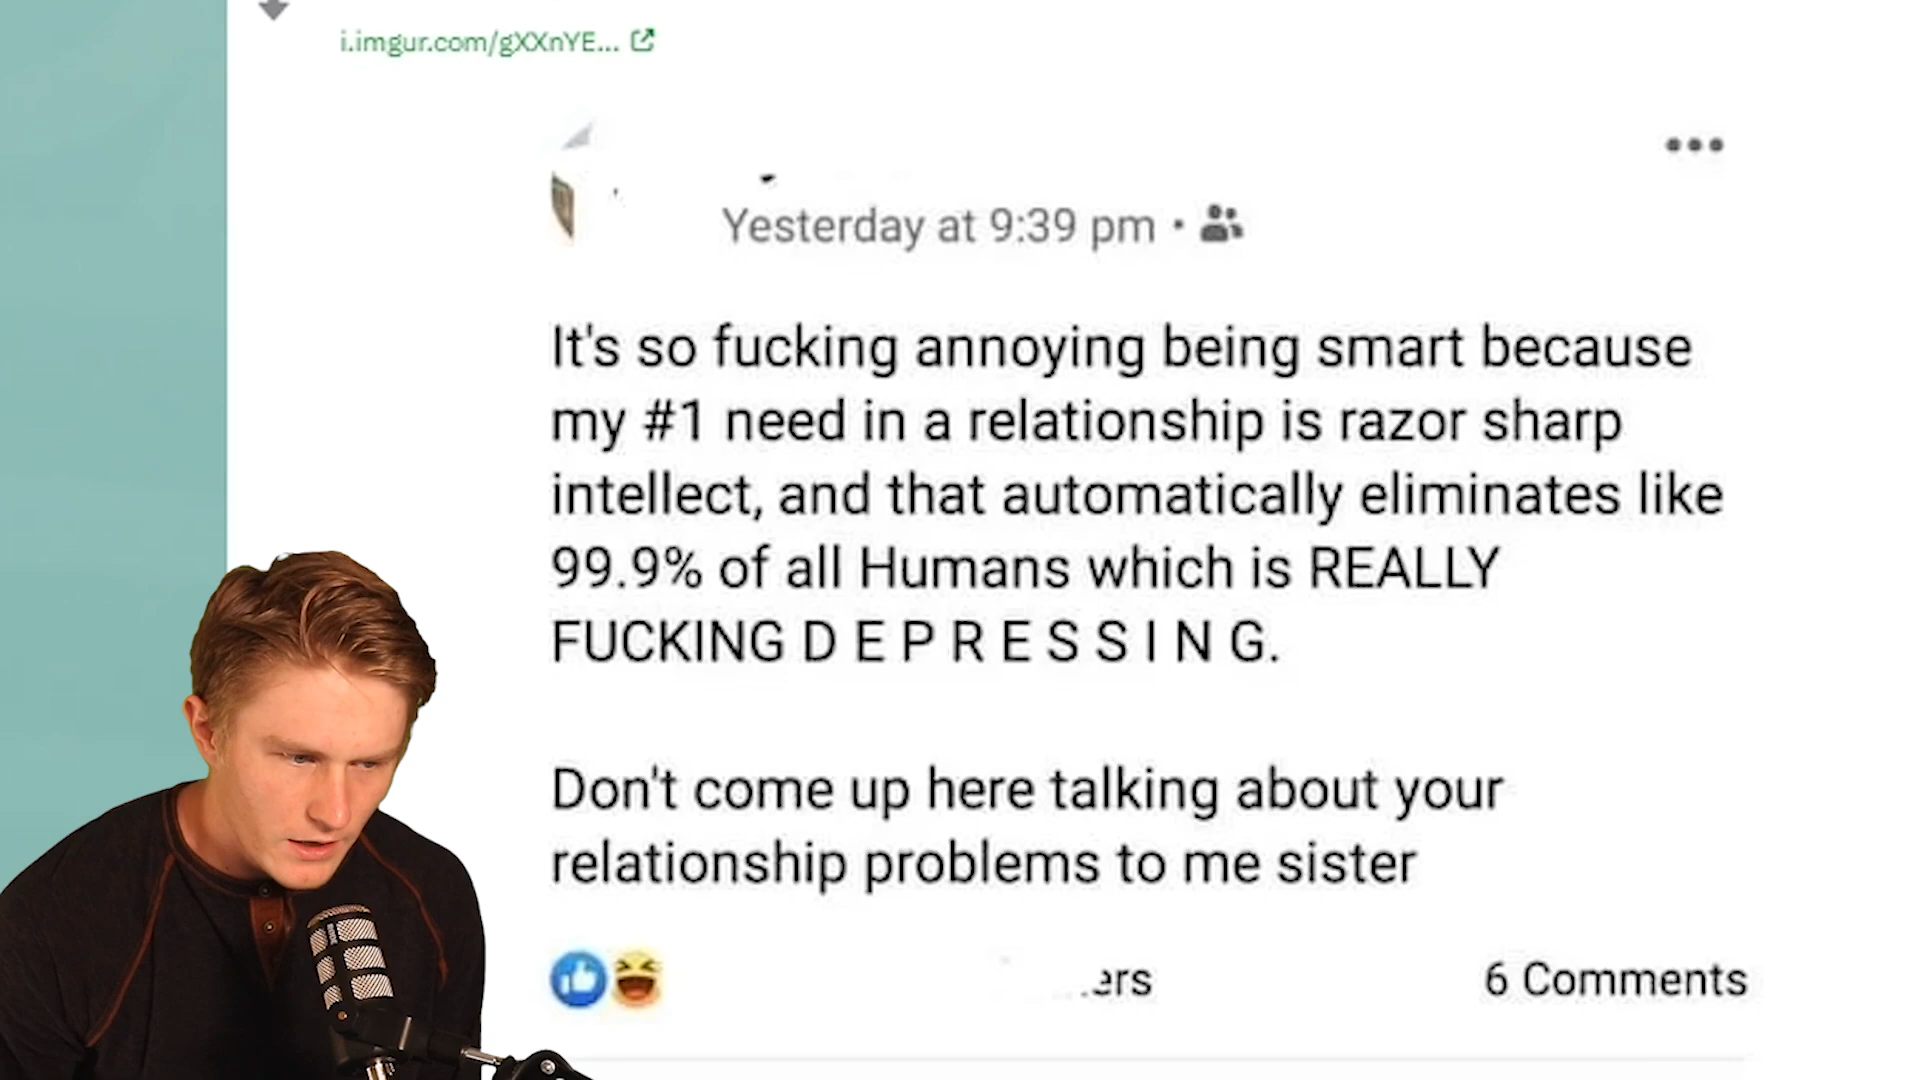 i.imgur.com/gXXnYE...
Yesterday at 9:39 pm ·
It's so fucking annoying being smart because
my #1 need in a relationship is razor sharp
intellect, and that automatically eliminates like
99.9% of all Humans which is REALLY
FUCKING D E P R E S S I N G.
Don't come up here talking about your
relationship problems to me sister
6 Comments